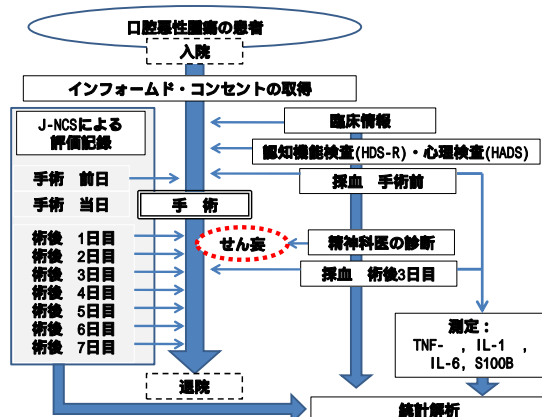 口腔悪性腫瘍の患者
入院
インフォームド・コンセントの取得
J-NCSによる
評価記録
臨床情報
認知機能検査(HDS-R)・心理検査(HADS)
手術 前日
採血 手術前
手術 当日
手 術
術後 1日目
術後 2日目
術後 3日目
術後 4日目
術後 5日目
術後 6日目
術後 7日目
せん妄
精神科医の診断
採血 術後3日目
測定：
TNF- , IL-1 ,
IL-6, S100B
退院
統計解析